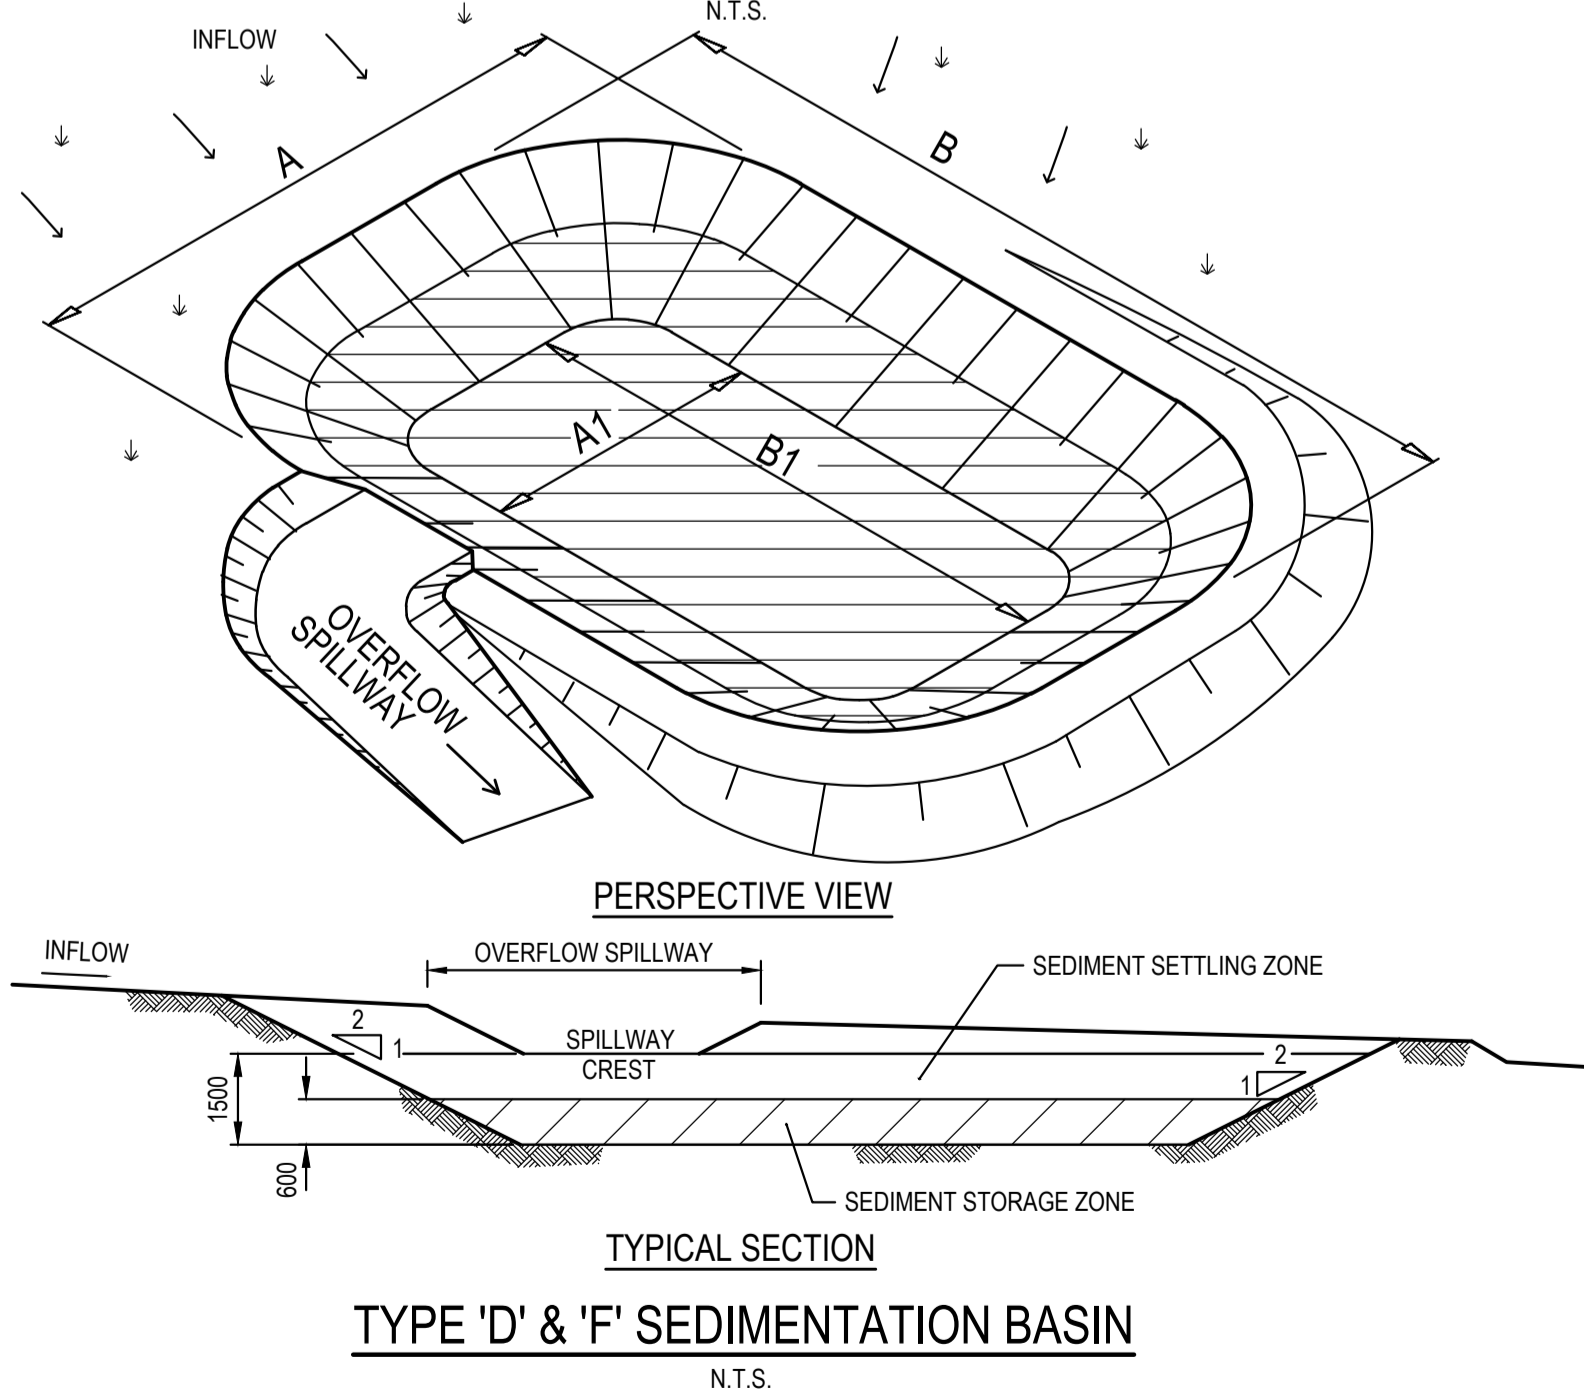 N.T.S.
INFLOW
A
B
A1
B1
OVERFLOW
SPILLWAY
PERSPECTIVE VIEW
INFLOW
OVERFLOW SPILLWAY
SEDIMENT SETTLING ZONE
2
1
SPILLWAY
CREST
2
1
1500
600
SEDIMENT STORAGE ZONE
TYPICAL SECTION
TYPE 'D' & 'F' SEDIMENTATION BASIN
N.T.S.